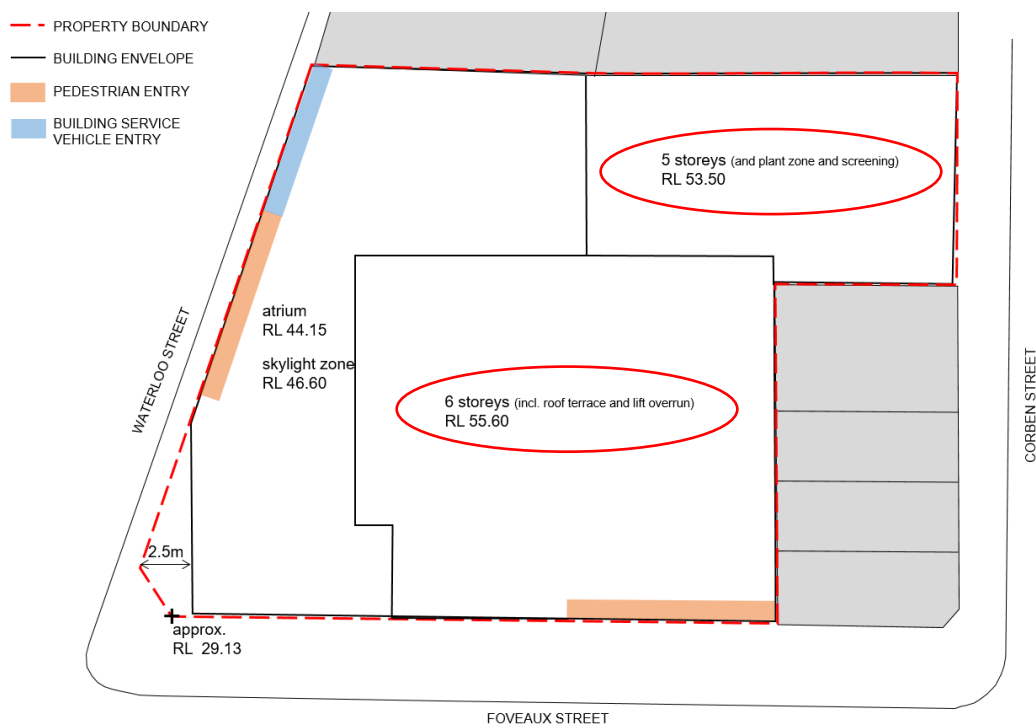 PROPERTY BOUNDARY
BUILDING ENVELOPE
PEDESTRIAN ENTRY
BUILDING SERVICE
VEHICLE ENTRY
5 storeys (and plant zone and screening)
RL 53.50
atrium
RL 44.15
skylight zone
RL 46.60
6 storeys (incl. roof terrace and lift overrun)
RL 55.60
WATERLOO STREET
CORBEN STREET
2.5m
approx.
RL 29.13
FOVEAUX STREET